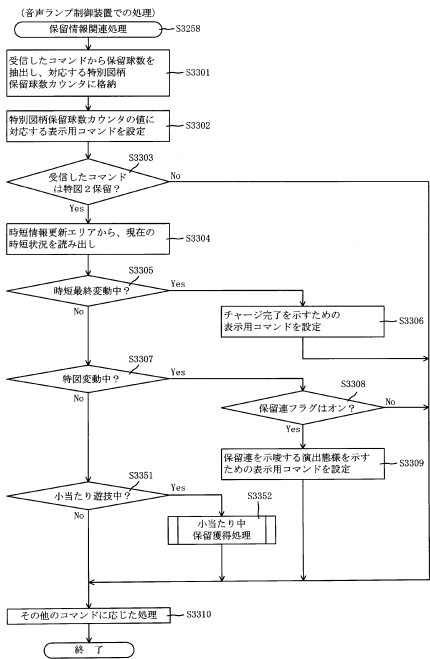 (音声ランプ制御装置での処理)
保留情報関連処理
S3258
受信したコマンドから保留球数を
抽出し、対応する特別図柄
保留球数カウンタに格納
S3301
特別図柄保留球数カウンタの値に
対応する表示用コマンドを設定
S3302
S3303
受信したコマンド
は特図2保留?
No
Yes
時短情報更新エリアから、現在の
時短状況を読み出し
S3304
S3305
時短最終変動中?
Yes
No
チャージ完了を示すための
表示用コマンドを設定
S3306
S3307
特図変動中?
Yes
No
S3308
保留連フラグはオン?
No
Yes
保留連を示唆する演出態様を示す
ための表示用コマンドを設定
S3309
S3351
小当たり遊技中?
Yes
No
S3352
小当たり中
保留獲得処理
その他のコマンドに応じた処理
S3310
終 了